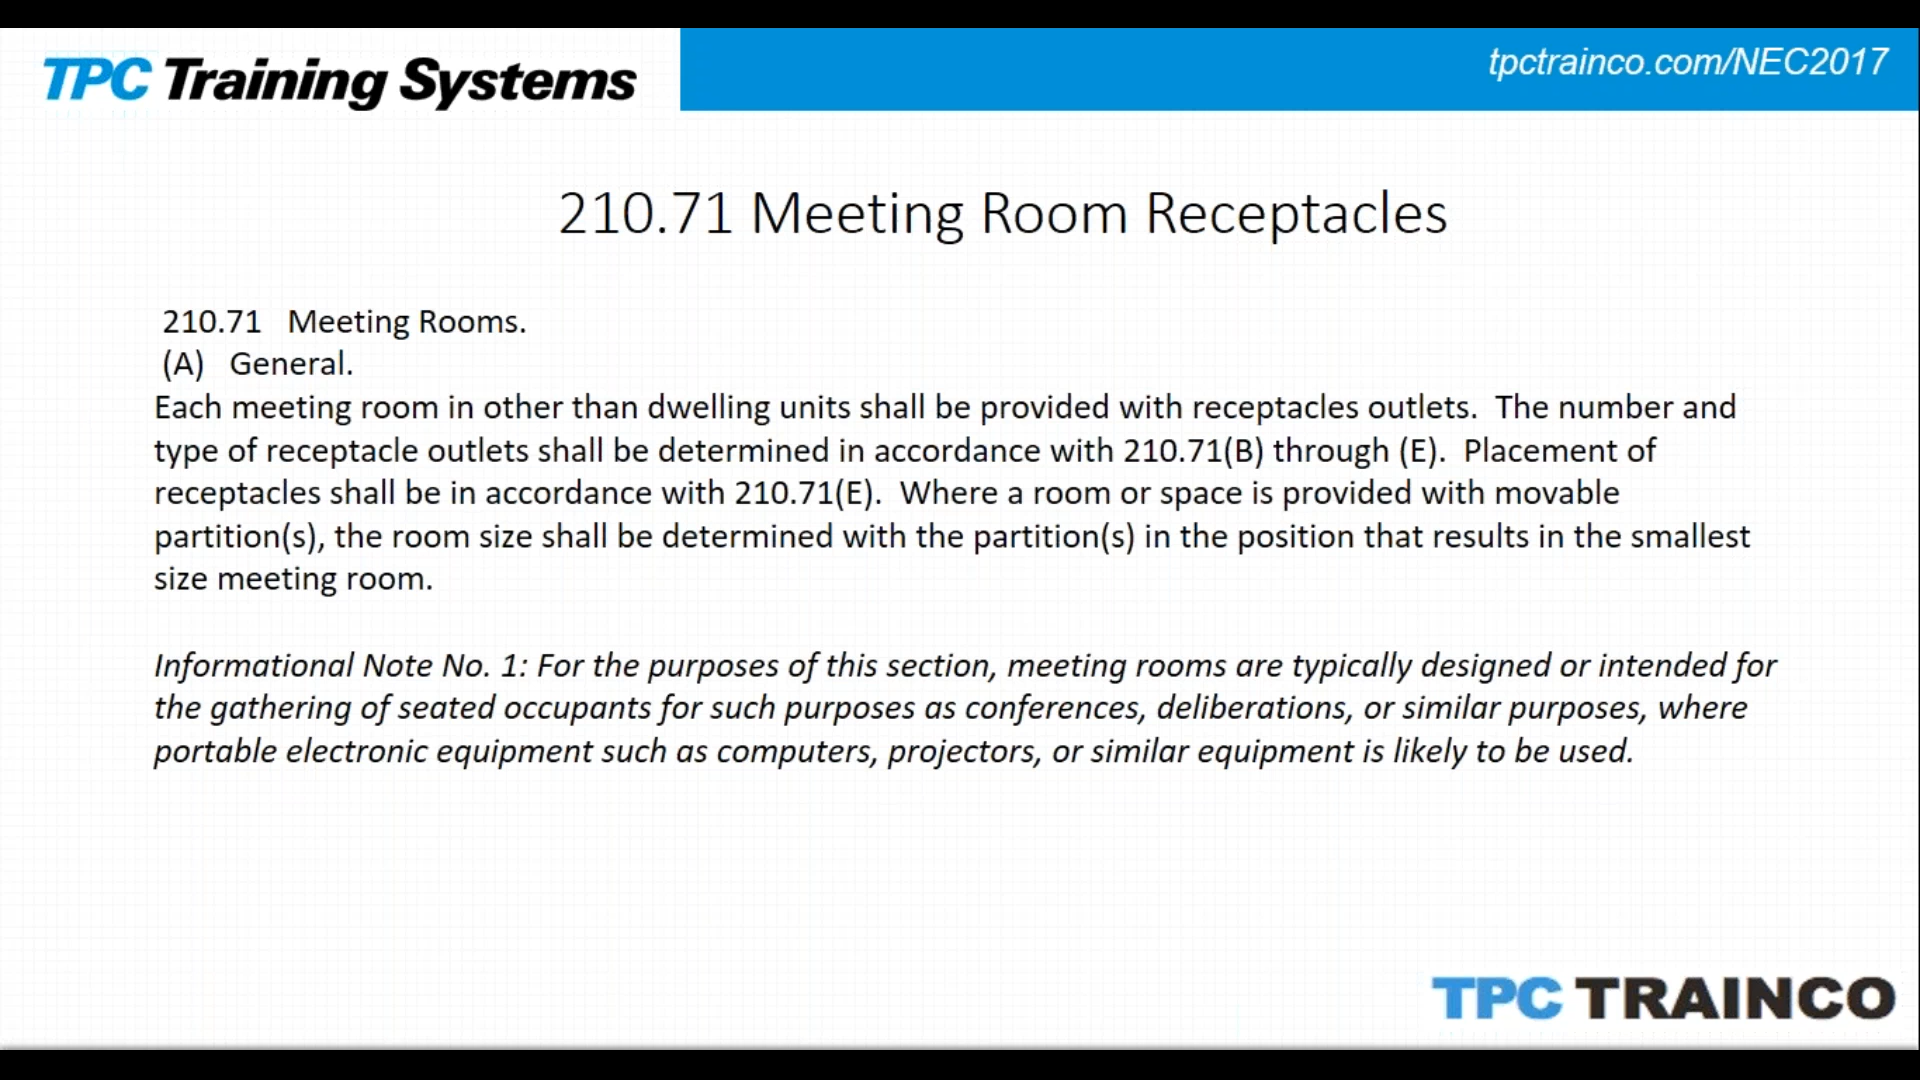 TPC Training Systems
tpctrainco.com/NEC2017
210.71 Meeting Room Receptacles
210.71 Meeting Rooms.
(A) General.
Each meeting room in other than dwelling units shall be provided with receptacles outlets. The number and
type of receptacle outlets shall be determined in accordance with 210.71(B) through (E). Placement of
receptacles shall be in accordance with 210.71(E). Where a room or space is provided with movable
partition(s), the room size shall be determined with the partition(s) in the position that results in the smallest
size meeting room.
Informational Note No. 1: For the purposes of this section, meeting rooms are typically designed or intended for
the gathering of seated occupants for such purposes as conferences, deliberations, or similar purposes, where
portable electronic equipment such as computers, projectors, or similar equipment is likely to be used.
TPC TRAINCO